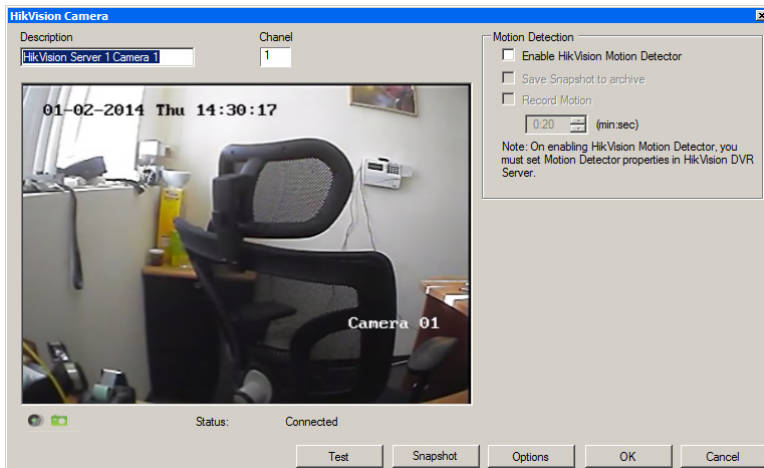 HikVision Camera
Description
Chanel
HikVision Server 1 Camera 1
1
01-02-2014 Thu 14:30:17
Camera 01
Motion Detection
Enable HikVision Motion Detector
Save Snapshot to archive
Record Motion
0:20 (min:sec)
Note: On enabling HikVision Motion Detector, you
must set Motion Detector properties in HikVision DVR
Server.
Status: Connected
Test Snapshot Options OK Cancel